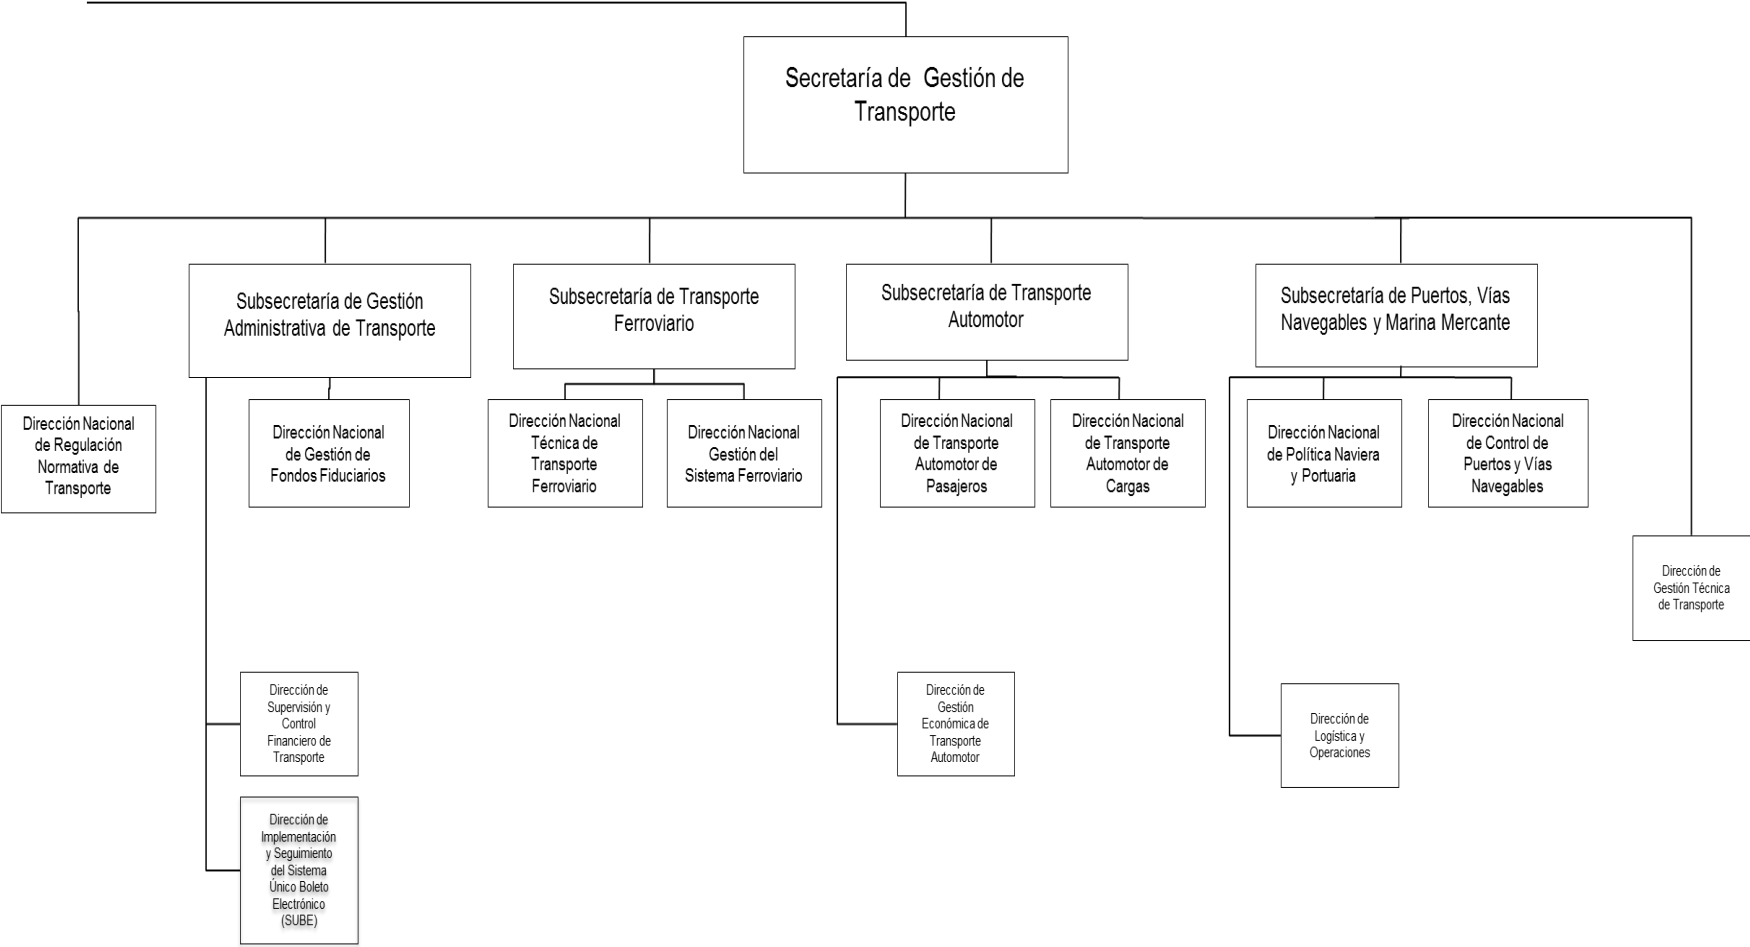 Secretaría de Gestión de
Transporte
Subsecretaría de Gestión
Administrativa de Transporte
Subsecretaría de Transporte
Ferroviario
Subsecretaría de Transporte
Automotor
Subsecretaría de Puertos, Vías
Navegables y Marina Mercante
Dirección Nacional
de Regulación
Normativa de
Transporte
Dirección Nacional
de Gestión de
Fondos Fiduciarios
Dirección Nacional
Técnica de
Transporte
Ferroviario
Dirección Nacional
Gestión del
Sistema Ferroviario
Dirección Nacional
de Transporte
Automotor de
Pasajeros
Dirección Nacional
de Transporte
Automotor de
Cargas
Dirección Nacional
de Política Naviera
y Portuaria
Dirección Nacional
de Control de
Puertos y Vías
Navegables
Dirección de
Gestión Técnica
de Transporte
Dirección de
Supervisión y
Control
Financiero de
Transporte
Dirección de
Gestión
Económica de
Transporte
Automotor
Dirección de
Logística y
Operaciones
Dirección de
Implementación
y Seguimiento
del Sistema
Único Boleto
Electrónico
(SUBE)